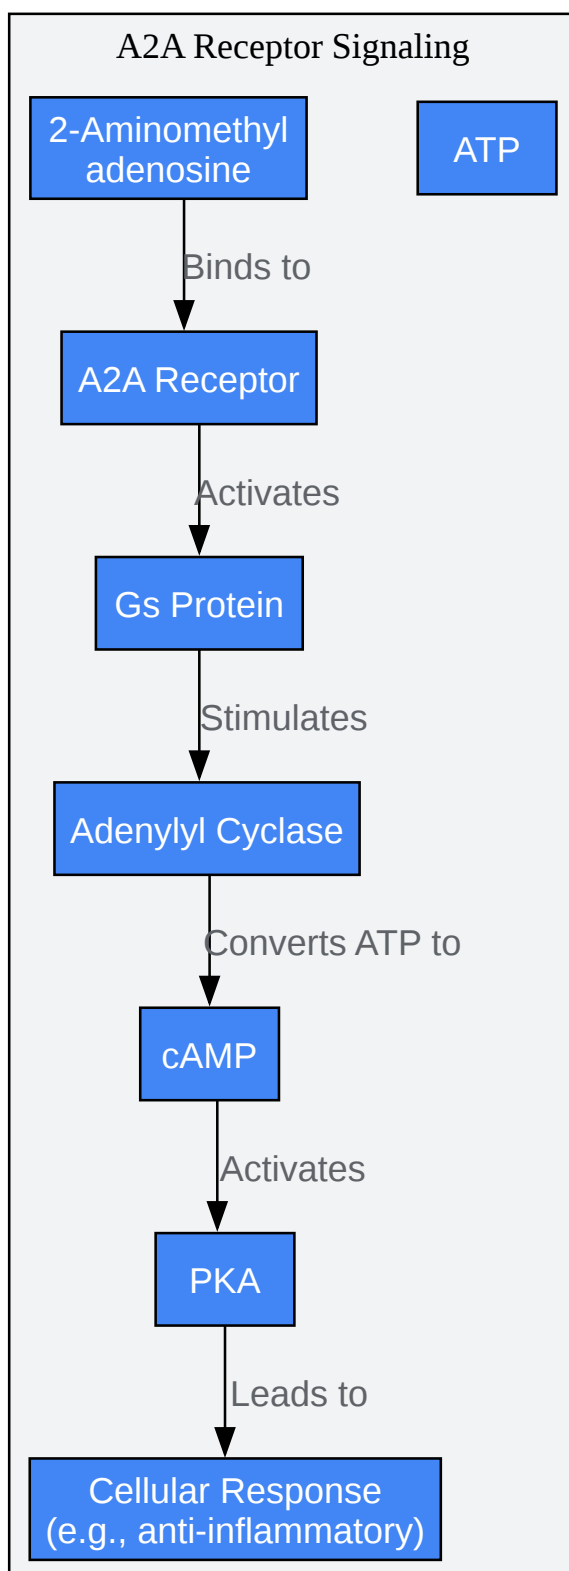 A2A Receptor Signaling
2-Aminomethyl
adenosine
ATP
Binds to
A2A Receptor
Activates
Gs Protein
Stimulates
Adenylyl Cyclase
Converts ATP to
cAMP
Activates
PKA
Leads to
Cellular Response
(e.g., anti-inflammatory)